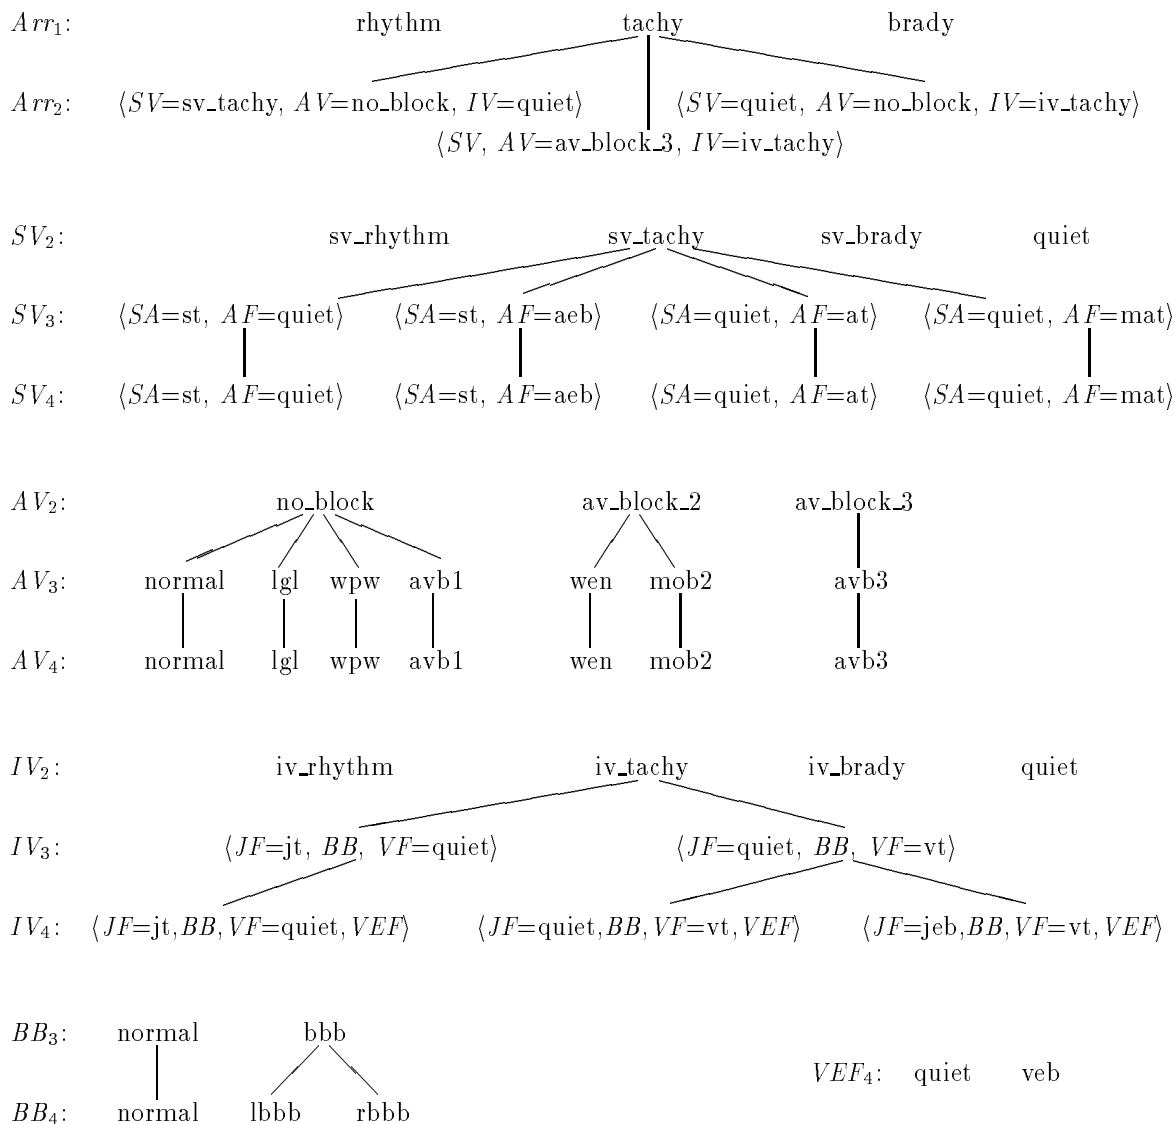 Arr₁: rhythm tachy brady
Arr₂: ⟨SV=sv_tachy, AV=no_block, IV=quiet⟩ ⟨SV=quiet, AV=no_block, IV=iv_tachy⟩
⟨SV, AV=av_block_3, IV=iv_tachy⟩
SV₂: sv_rhythm sv_tachy sv_brady quiet
SV₃: ⟨SA=st, AF=quiet⟩ ⟨SA=st, AF=aeb⟩ ⟨SA=quiet, AF=at⟩ ⟨SA=quiet, AF=mat⟩
SV₄: ⟨SA=st, AF=quiet⟩ ⟨SA=st, AF=aeb⟩ ⟨SA=quiet, AF=at⟩ ⟨SA=quiet, AF=mat⟩
AV₂: no_block av_block_2 av_block_3
AV₃: normal lgl wpw avb1 wen mob2 avb3
AV₄: normal lgl wpw avb1 wen mob2 avb3
IV₂: iv_rhythm iv_tachy iv_brady quiet
IV₃: ⟨JF=jt, BB, VF=quiet⟩ ⟨JF=quiet, BB, VF=vt⟩
IV₄: ⟨JF=jt,BB,VF=quiet,VEF⟩ ⟨JF=quiet,BB,VF=vt,VEF⟩ ⟨JF=jeb,BB,VF=vt,VEF⟩
BB₃: normal bbb
VEF₄: quiet veb
BB₄: normal lbbb rbbb